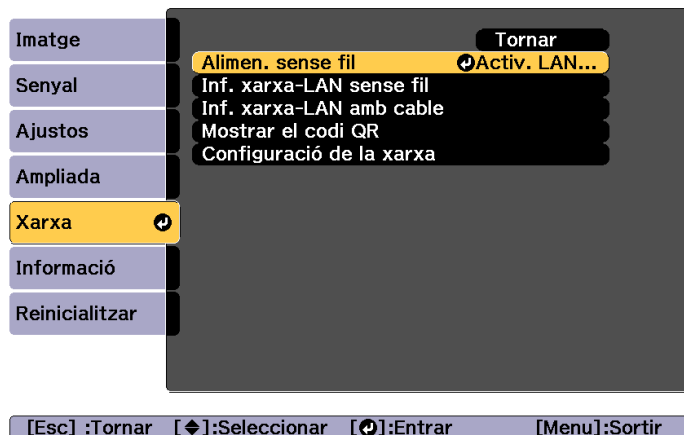 Imatge
Senyal
Ajustos
Ampliada
Xarxa
Informació
Reinicialitzar
Tornar
Alimen. sense fil Activ. LAN...
Inf. xarxa-LAN sense fil
Inf. xarxa-LAN amb cable
Mostrar el codi QR
Configuració de la xarxa
[Esc] :Tornar [◆]:Seleccionar [↵]:Entrar [Menu]:Sortir